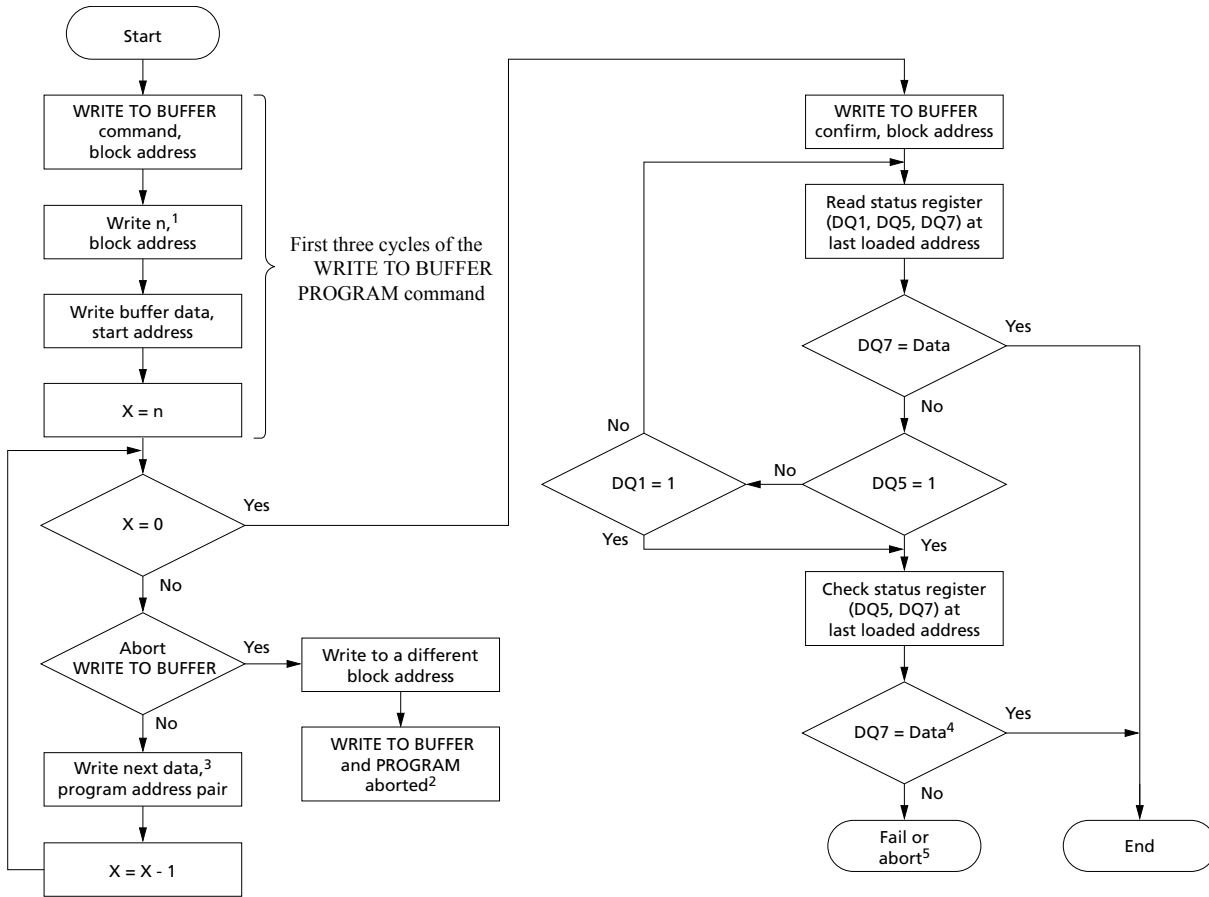 Start
WRITE TO BUFFER
command,
block address
Write n,¹
block address
Write buffer data,
start address
X = n
First three cycles of the
WRITE TO BUFFER
PROGRAM command
X = 0
Yes
No
Abort
WRITE TO BUFFER
Yes
No
Write to a different
block address
WRITE TO BUFFER
and PROGRAM
aborted²
Write next data,³
program address pair
X = X - 1
WRITE TO BUFFER
confirm, block address
Read status register
(DQ1, DQ5, DQ7) at
last loaded address
DQ7 = Data
Yes
No
DQ5 = 1
No
Yes
DQ1 = 1
No
Yes
Check status register
(DQ5, DQ7) at
last loaded address
DQ7 = Data⁴
Yes
No
Fail or
abort⁵
End